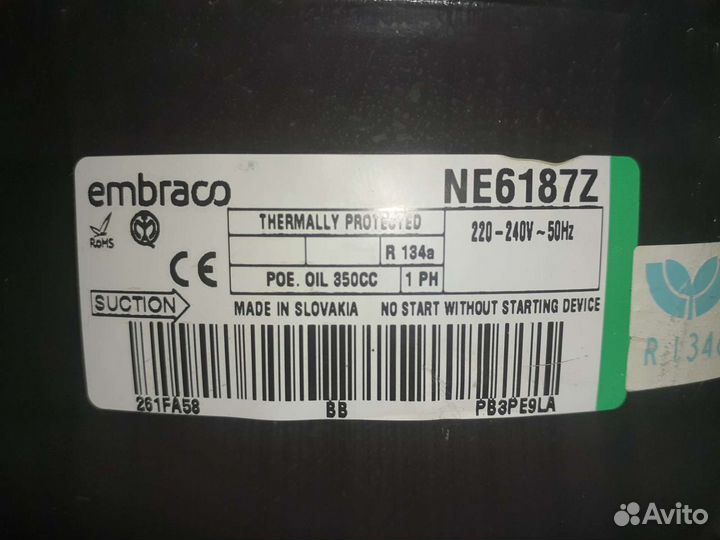 embraco
NE6187Z
RoHS
THERMALLY PROTECTED
R 134a
POE. OIL 350CC
1 PH
220-240V~50Hz
CE
SUCTION
MADE IN SLOVAKIA
NO START WITHOUT STARTING DEVICE
261FA58
BB
PB3PE9LA
R 134a
Avito